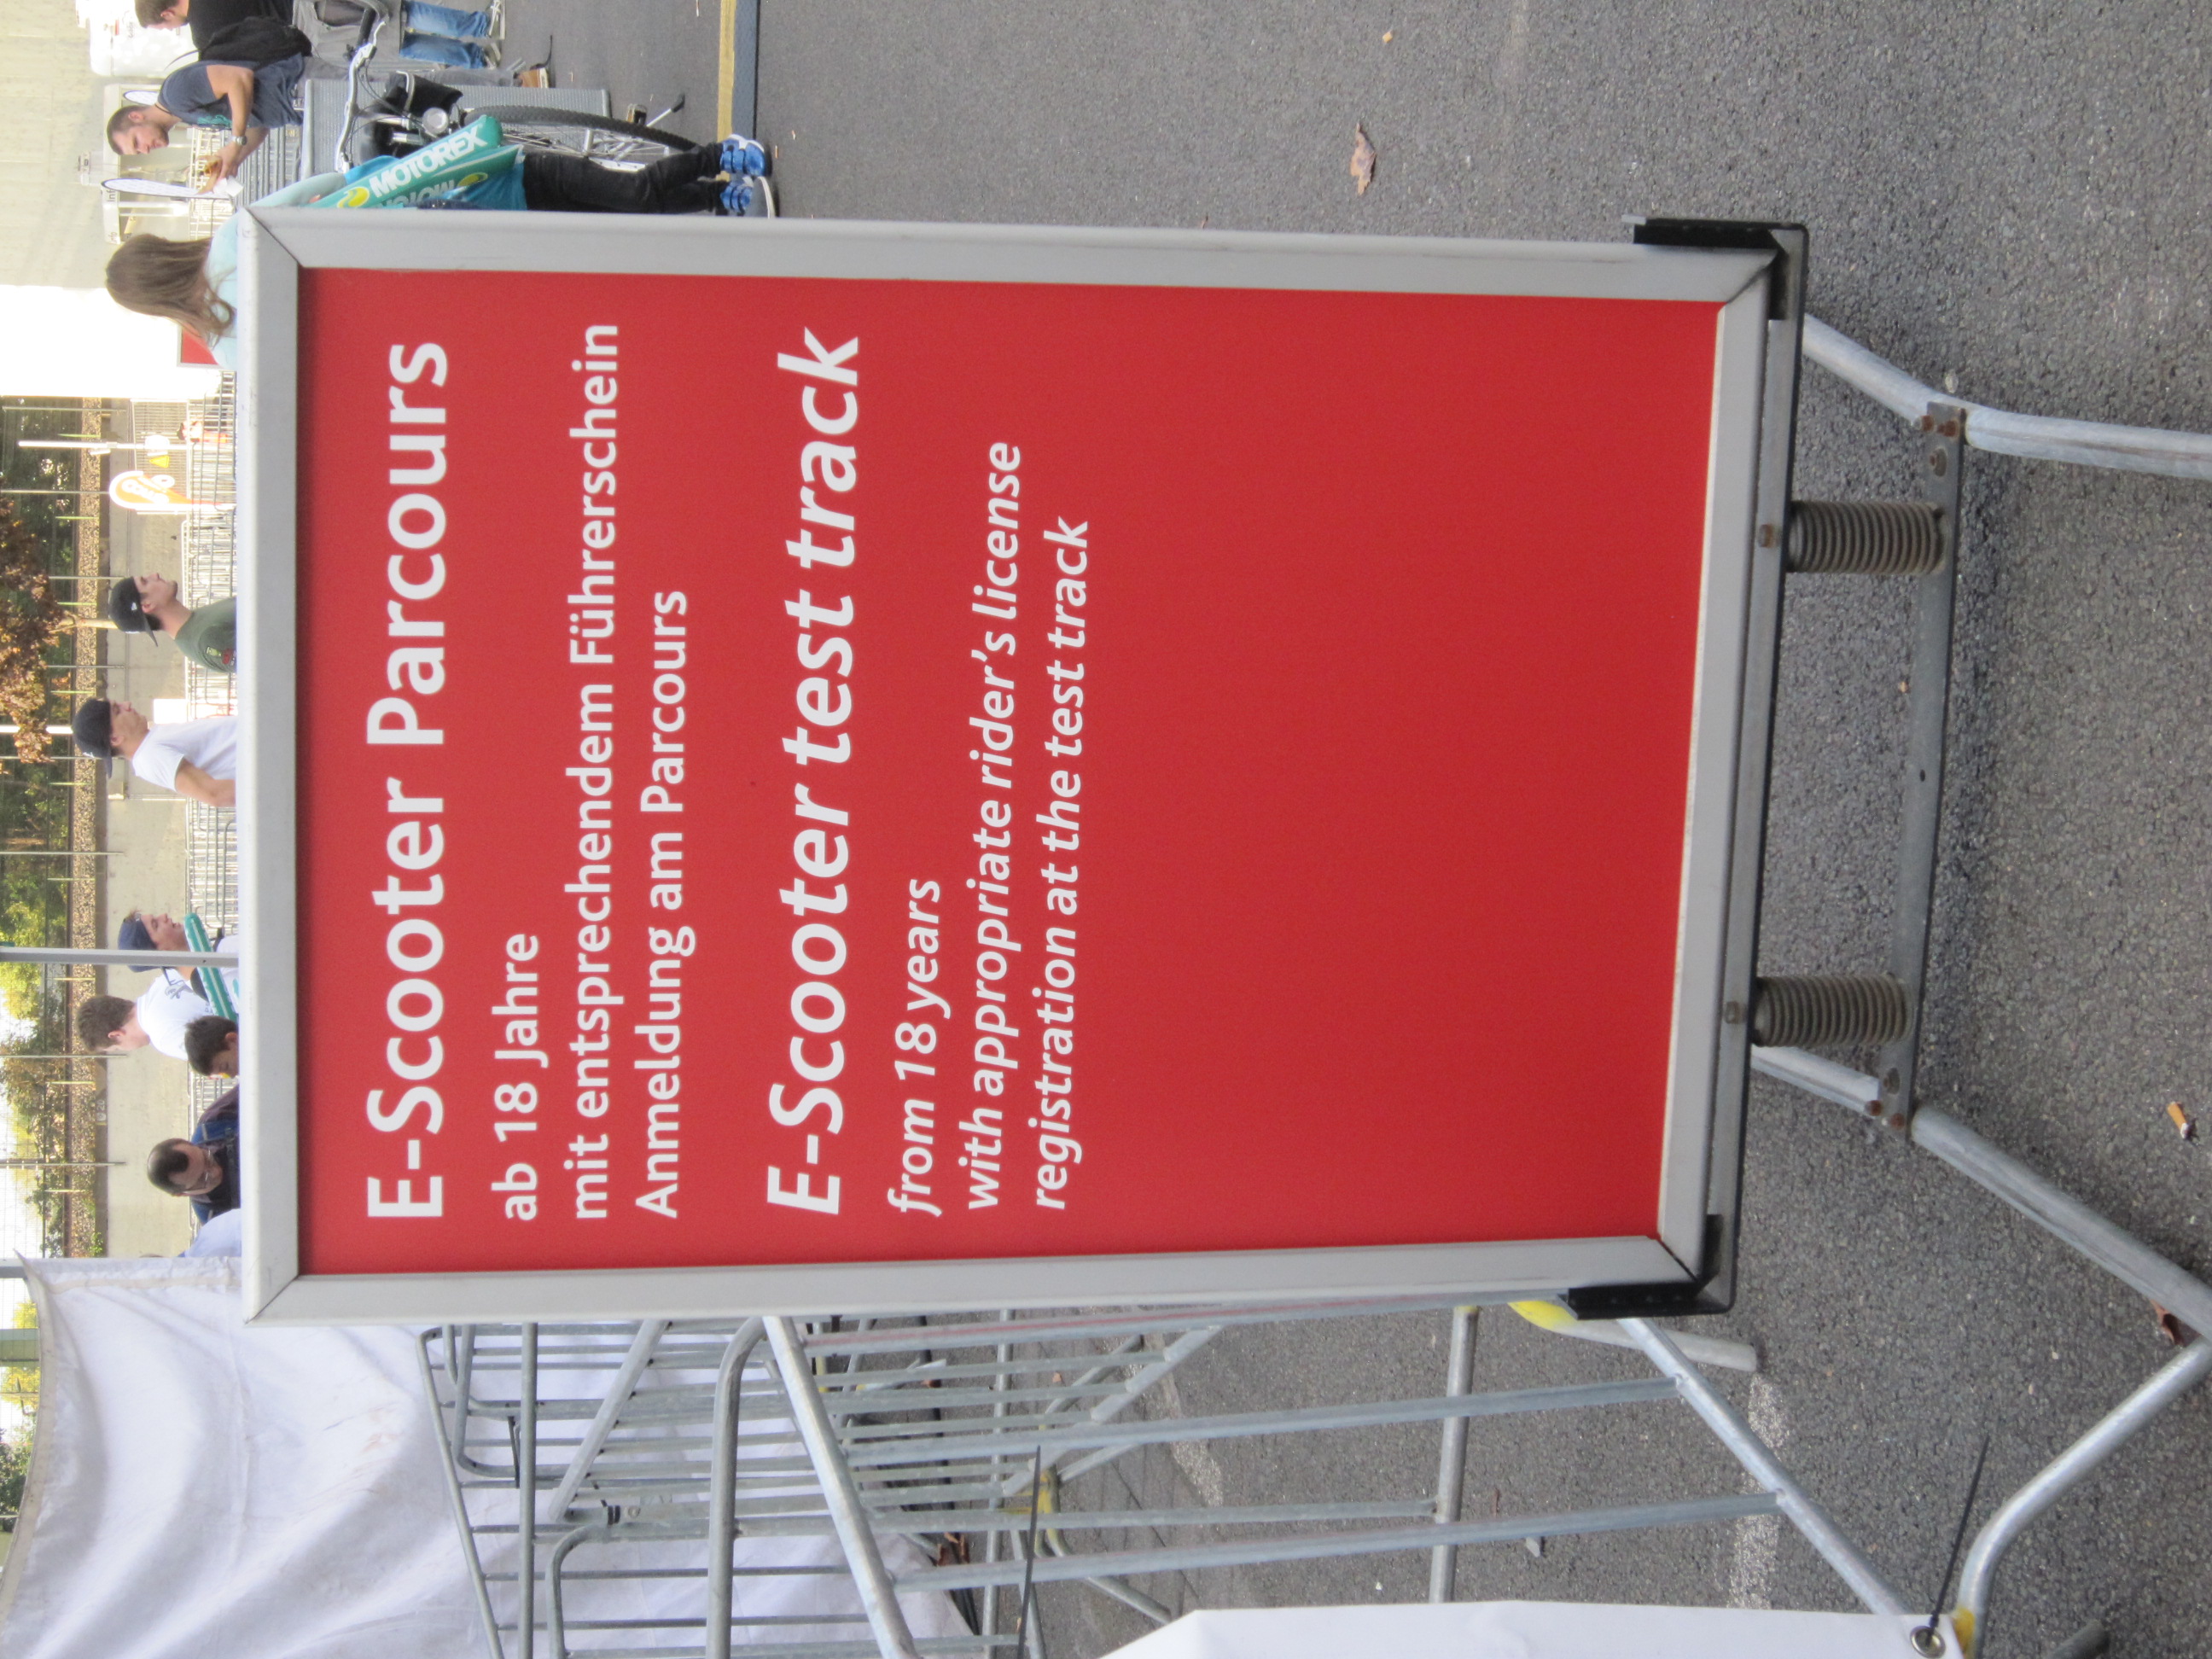 E-Scooter Parcours
ab 18 Jahre
mit entsprechendem Führerschein
Anmeldung am Parcours
E-Scooter test track
from 18 years
with appropriate rider's license
registration at the test track
MOTOREX